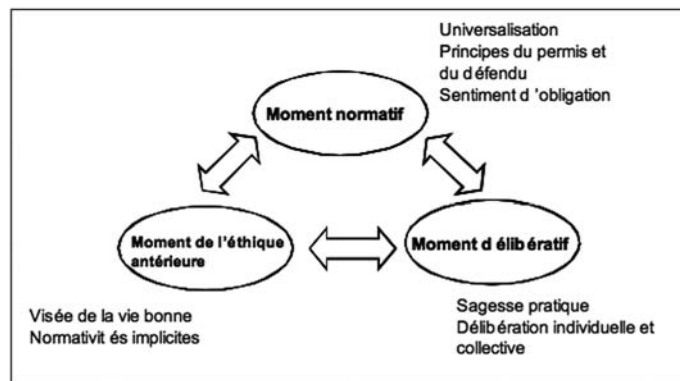 Universalisation
Principes du permis et
du d éfendu
Sentiment d 'obligation
Moment normatif
Moment de l'éthique
antérieure
Moment d élibératif
Visée de la vie bonne
Normativit és implicites
Sagesse pratique
Délibération individuelle et
collective